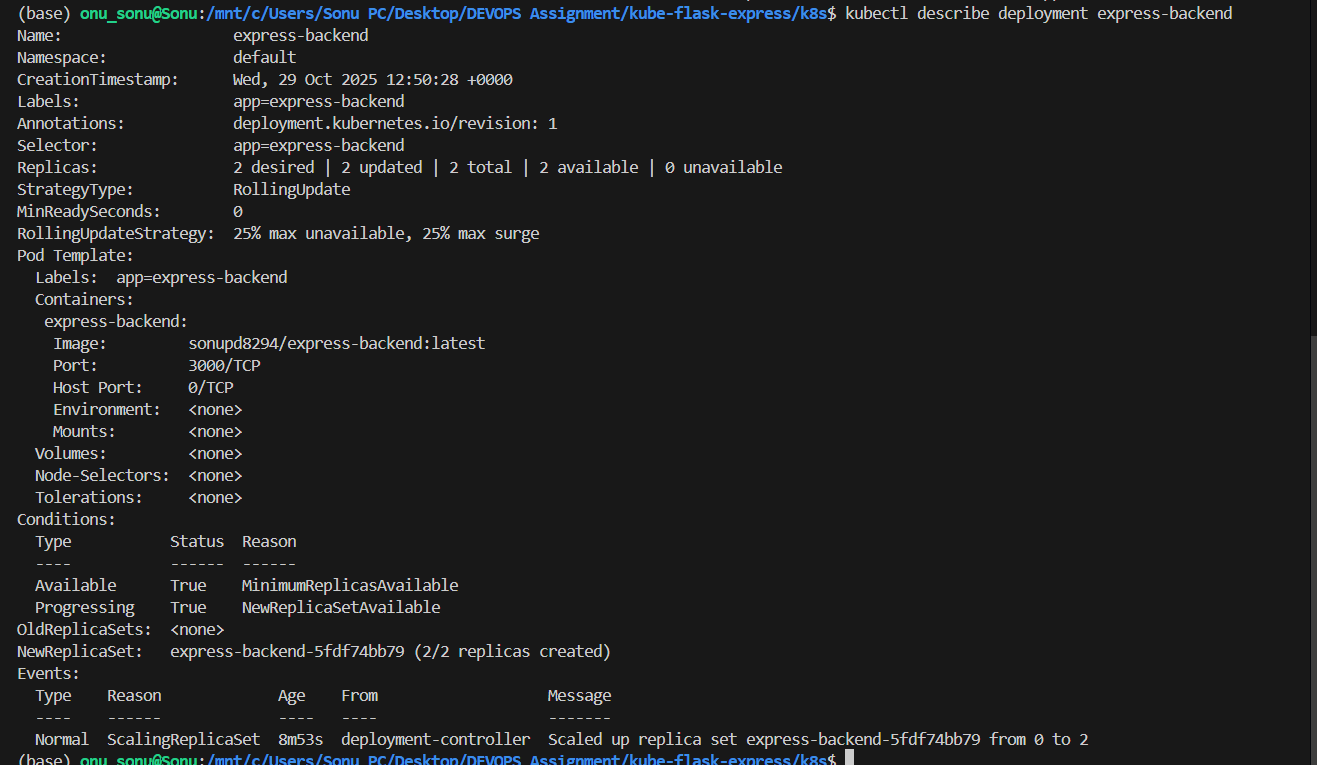 (base) onu_sonu@Sonu:/mnt/c/Users/Sonu PC/Desktop/DEVOPS Assignment/kube-flask-express/k8s$ kubectl describe deployment express-backend
Name:                   express-backend
Namespace:              default
CreationTimestamp:      Wed, 29 Oct 2025 12:50:28 +0000
Labels:                 app=express-backend
Annotations:            deployment.kubernetes.io/revision: 1
Selector:               app=express-backend
Replicas:               2 desired | 2 updated | 2 total | 2 available | 0 unavailable
StrategyType:           RollingUpdate
MinReadySeconds:        0
RollingUpdateStrategy:  25% max unavailable, 25% max surge
Pod Template:
  Labels:  app=express-backend
  Containers:
   express-backend:
    Image:         sonupd8294/express-backend:latest
    Port:          3000/TCP
    Host Port:     0/TCP
    Environment:   <none>
    Mounts:        <none>
  Volumes:         <none>
  Node-Selectors:  <none>
  Tolerations:     <none>
Conditions:
  Type           Status  Reason
  ----           ------  ------
  Available      True    MinimumReplicasAvailable
  Progressing    True    NewReplicaSetAvailable
OldReplicaSets:  <none>
NewReplicaSet:   express-backend-5fdf74bb79 (2/2 replicas created)
Events:
  Type    Reason             Age    From                   Message
  ----    ------             ----   ----                   -------
  Normal  ScalingReplicaSet  8m53s  deployment-controller  Scaled up replica set express-backend-5fdf74bb79 from 0 to 2
(base) onu_sonu@Sonu:/mnt/c/Users/Sonu PC/Desktop/DEVOPS Assignment/kube-flask-express/k8s$